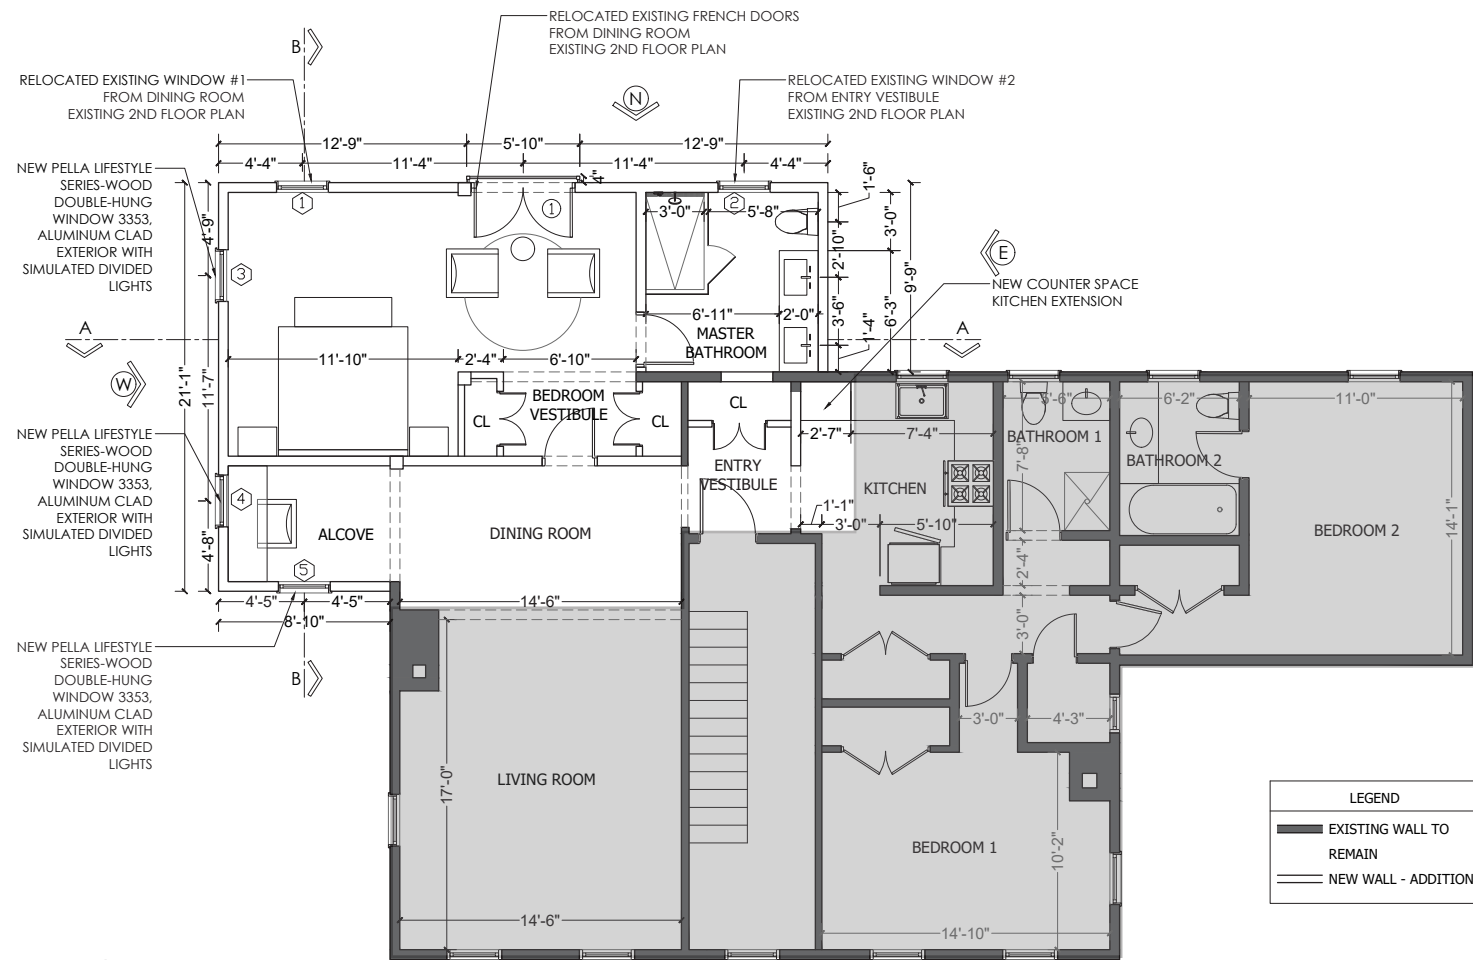 RELOCATED EXISTING FRENCH DOORS
FROM DINING ROOM
EXISTING 2ND FLOOR PLAN
B
RELOCATED EXISTING WINDOW #1
FROM DINING ROOM
EXISTING 2ND FLOOR PLAN
RELOCATED EXISTING WINDOW #2
FROM ENTRY VESTIBULE
EXISTING 2ND FLOOR PLAN
N
12'-9"
5'-10"
12'-9"
4'-4"
11'-4"
11'-4"
4'-4"
4"
1'-6"
NEW PELLA LIFESTYLE
SERIES-WOOD
DOUBLE-HUNG
WINDOW 3353,
ALUMINUM CLAD
EXTERIOR WITH
SIMULATED DIVIDED
LIGHTS
1
1
2
3'-0"
5'-8"
3'-0"
4'-9"
2'-10"
3
E
9'-9"
NEW COUNTER SPACE
KITCHEN EXTENSION
6'-11"
2'-0"
3'-6"
6'-3"
1'-4"
A
A
MASTER
BATHROOM
11'-10"
2'-4"
6'-10"
W
21'-1"
11'-7"
BEDROOM
VESTIBULE
CL
CL
CL
5'-6"
6'-2"
11'-0"
NEW PELLA LIFESTYLE
SERIES-WOOD
DOUBLE-HUNG
WINDOW 3353,
ALUMINUM CLAD
EXTERIOR WITH
SIMULATED DIVIDED
LIGHTS
2'-7"
7'-4"
BATHROOM 1
7'-8"
BATHROOM 2
ENTRY
VESTIBULE
KITCHEN
4
1'-1"
3'-0"
5'-10"
ALCOVE
DINING ROOM
BEDROOM 2
14'-1"
4'-8"
5
2'-4"
4'-5"
4'-5"
14'-6"
8'-10"
3'-0"
NEW PELLA LIFESTYLE
SERIES-WOOD
DOUBLE-HUNG
WINDOW 3353,
ALUMINUM CLAD
EXTERIOR WITH
SIMULATED DIVIDED
LIGHTS
B
3'-0"
4'-3"
LIVING ROOM
17'-0"
BEDROOM 1
10'-2"
14'-6"
14'-10"
LEGEND
EXISTING WALL TO
REMAIN
NEW WALL - ADDITION